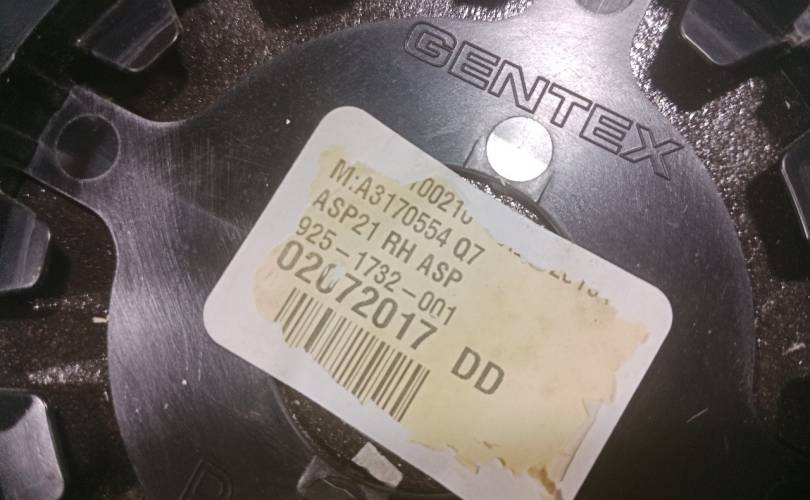 GENTEX
M:A3170554 Q7
ASP21 RH ASP
925-1732-001
02072017 DD